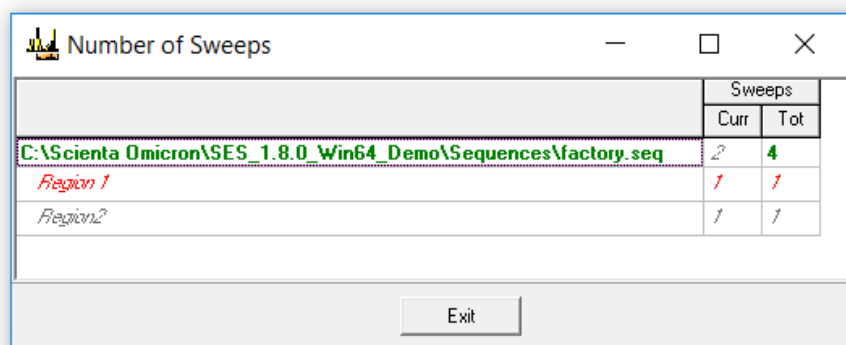 Number of Sweeps
Sweeps
Curr Tot
C:\Scienta Omicron\SES_1.8.0_Win64_Demo\Sequences\factory.seq 2 4
Region 1 1 1
Region2 1 1
Exit